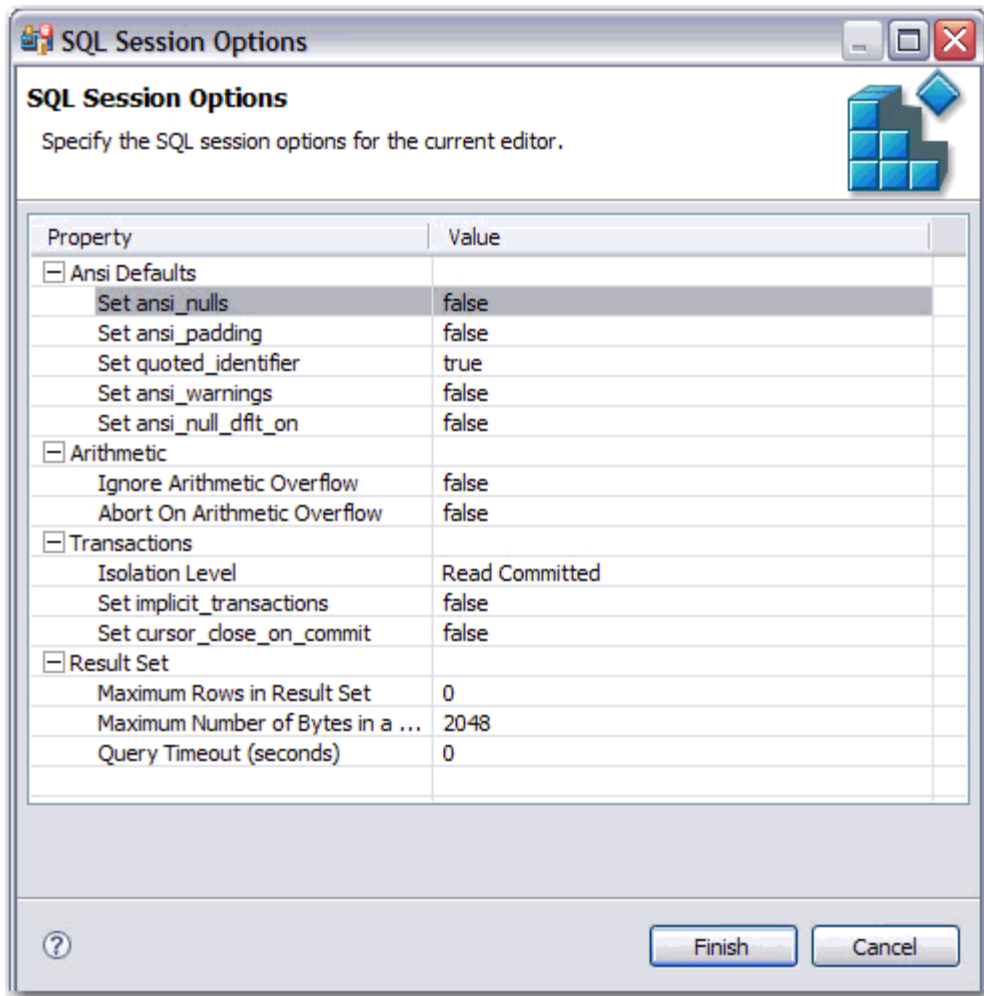 SQL Session Options
SQL Session Options
Specify the SQL session options for the current editor.
Property Value
Ansi Defaults
Set ansi_nulls false
Set ansi_padding false
Set quoted_identifier true
Set ansi_warnings false
Set ansi_null_dflt_on false
Arithmetic
Ignore Arithmetic Overflow false
Abort On Arithmetic Overflow false
Transactions
Isolation Level Read Committed
Set implicit_transactions false
Set cursor_close_on_commit false
Result Set
Maximum Rows in Result Set 0
Maximum Number of Bytes in a ... 2048
Query Timeout (seconds) 0
? Finish Cancel